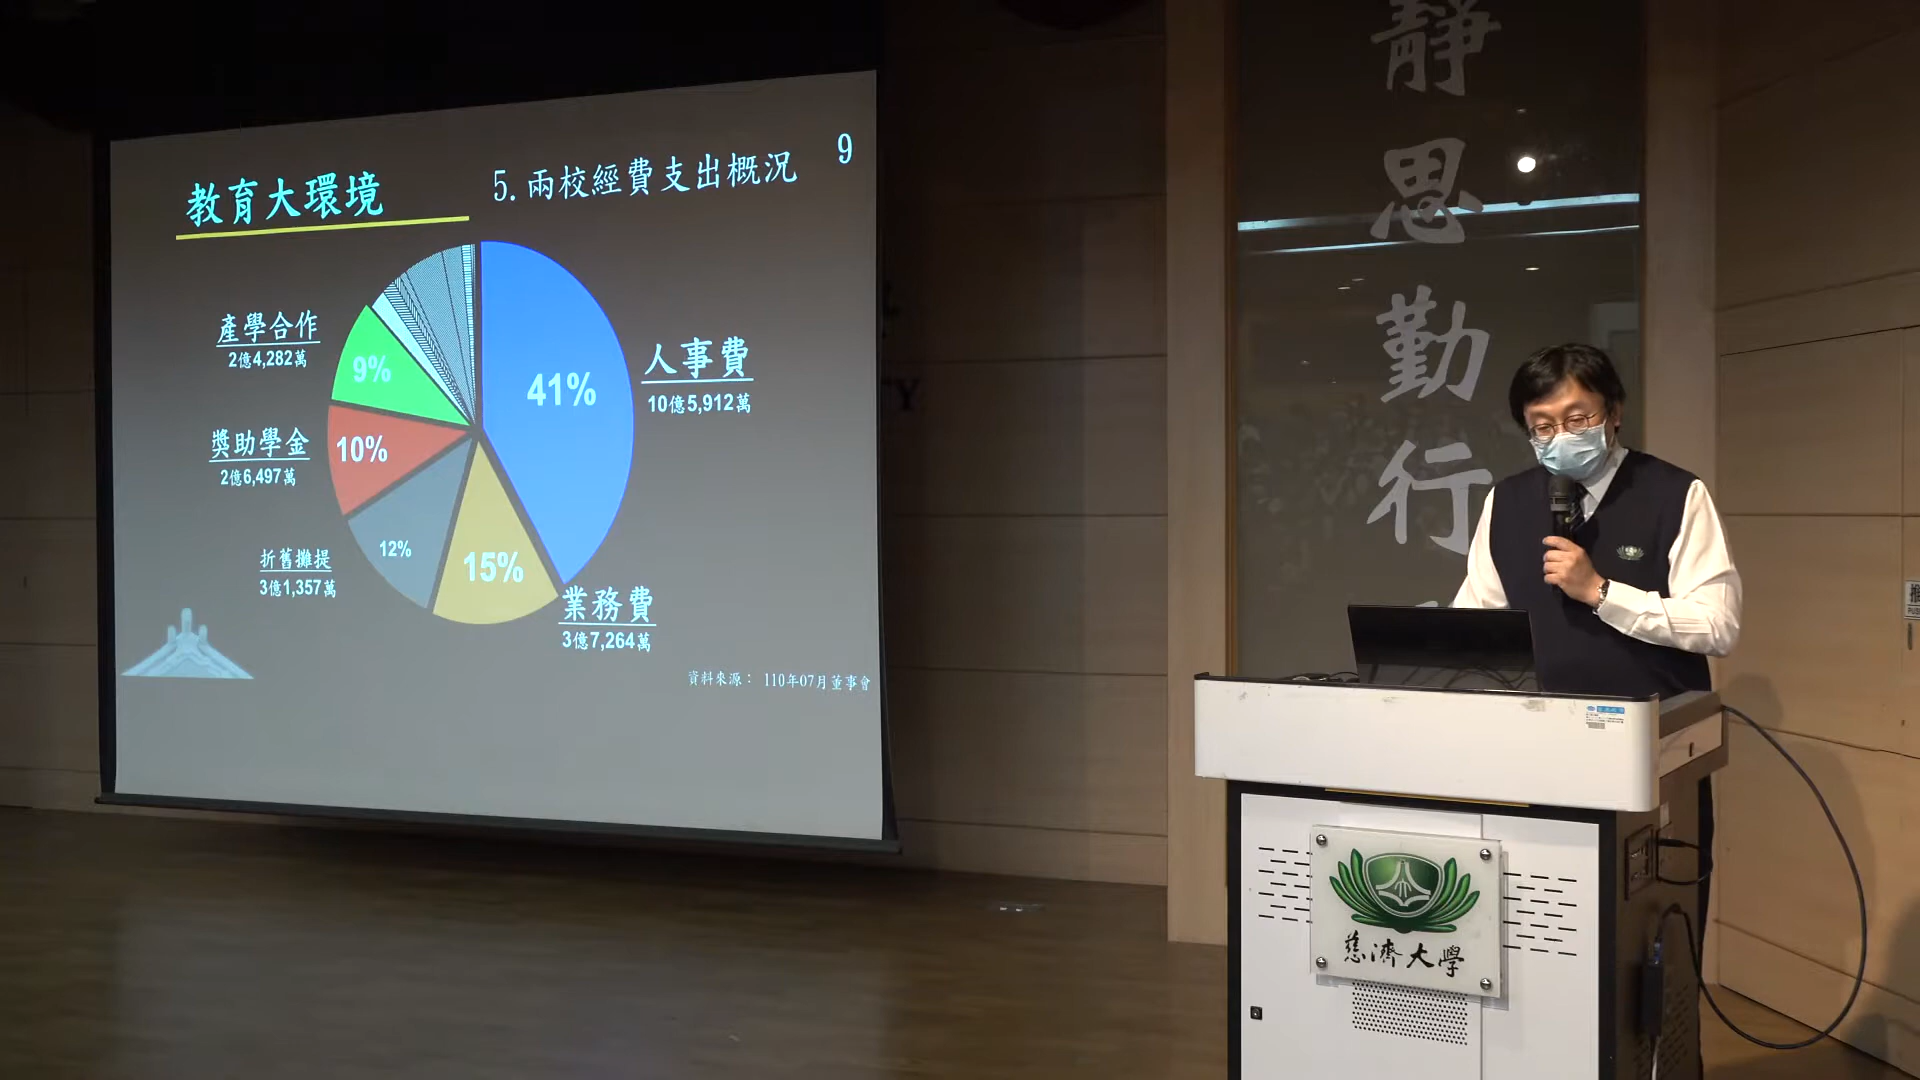 教育大環境
5. 兩校經費支出概況
9
產學合作
2億4,282萬
9%
41%
人事費
10億5,912萬
獎助學金
2億6,497萬
10%
折舊攤提
3億1,357萬
12%
15%
業務費
3億7,264萬
資料來源： 110年07月董事會
靜思勤行
慈濟大學